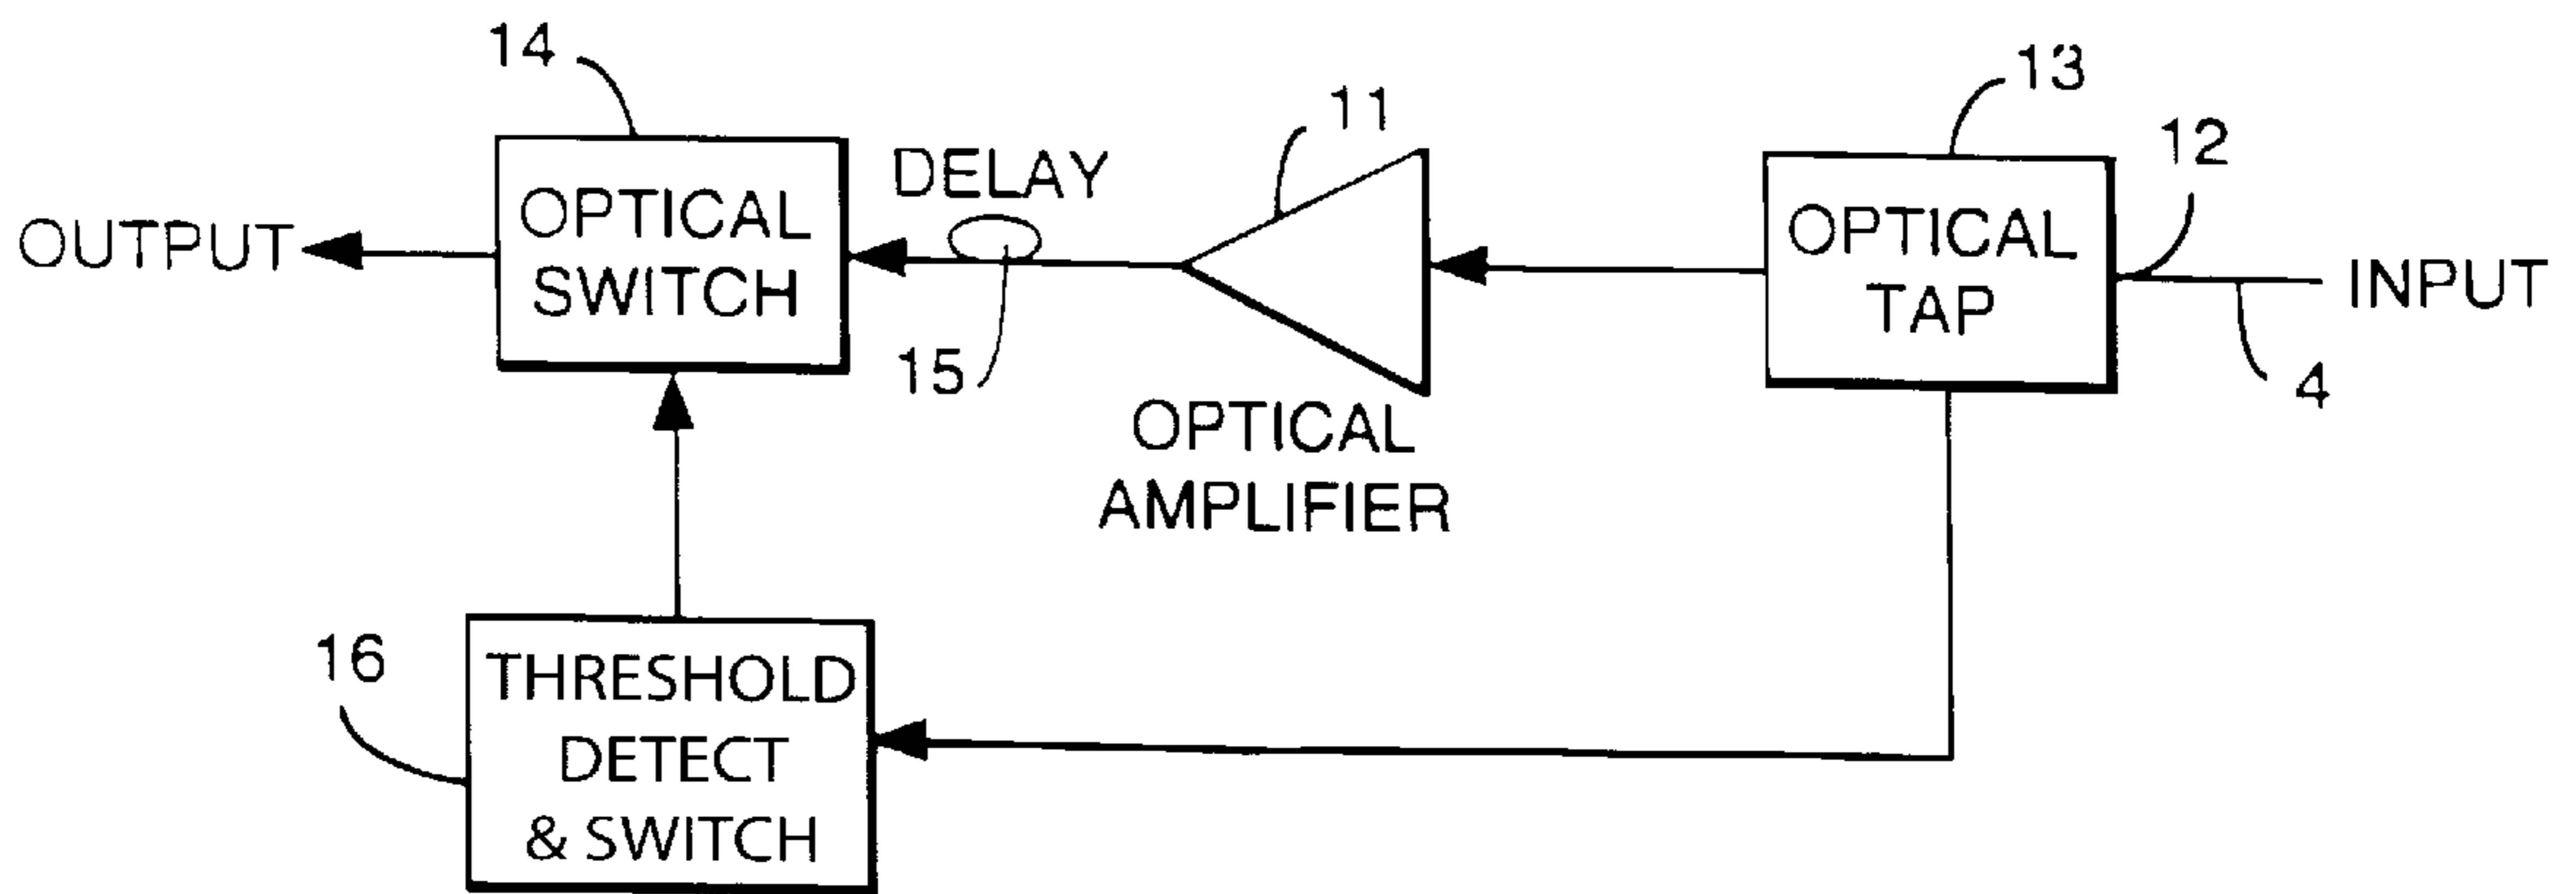 14
13
11
12
DELAY
OPTICAL
SWITCH
OPTICAL
TAP
OUTPUT
INPUT
15
4
OPTICAL
AMPLIFIER
16
THRESHOLD
DETECT
& SWITCH